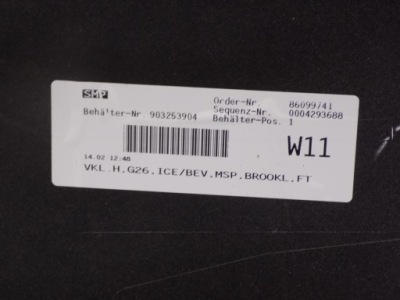 SMP
Order-Nr. 86099741
Sequenz-Nr. 0004293688
Behälter-Nr. 903253904 Behälter-Pos. 1
W11
14.02 12:48
VKL.H.G26.ICE/BEV.MSP.BROOKL.FT